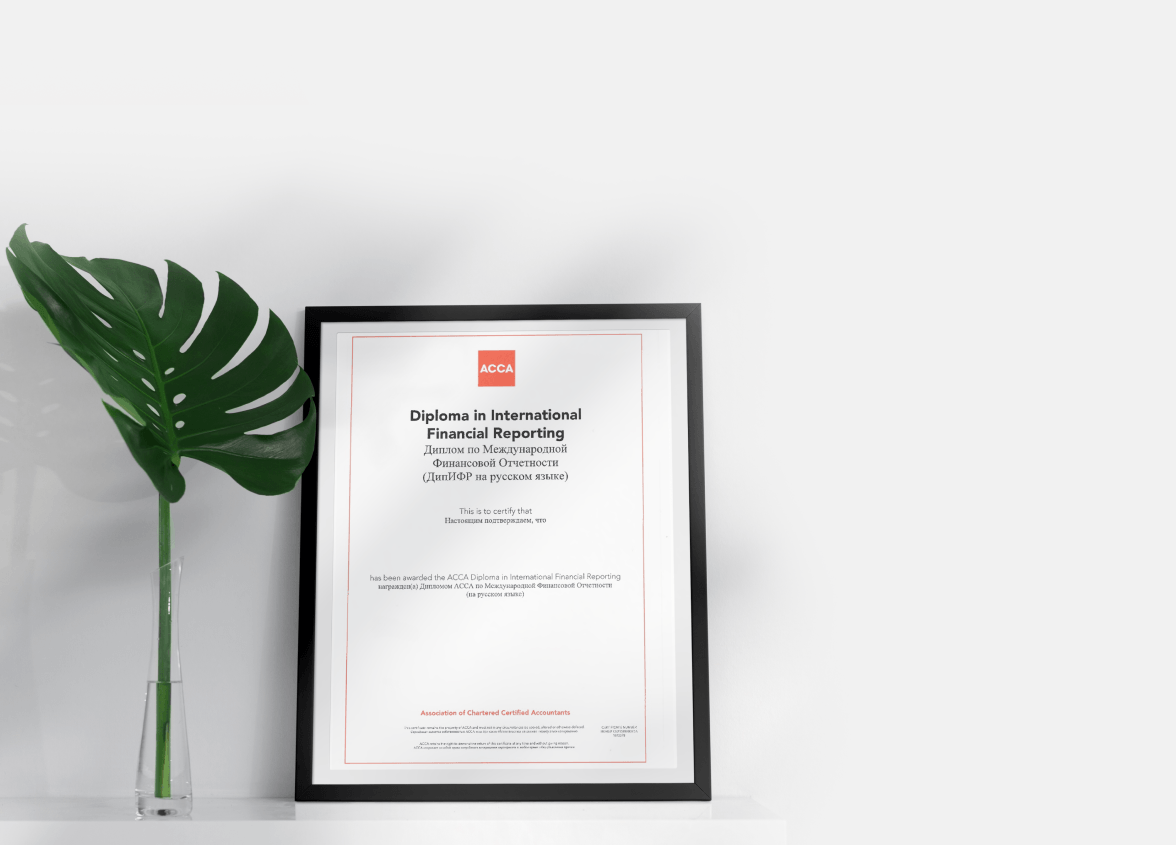 ACCA
Diploma in International
Financial Reporting
Диплом по Международной
Финансовой Отчетности
(ДипИФР на русском языке)
This is to certify that
Настоящим подтверждаем, что
has been awarded the ACCA Diploma in International Financial Reporting
награжден(а) Дипломом АССА по Международной Финансовой Отчетности
(на русском языке)
Association of Chartered Certified Accountants